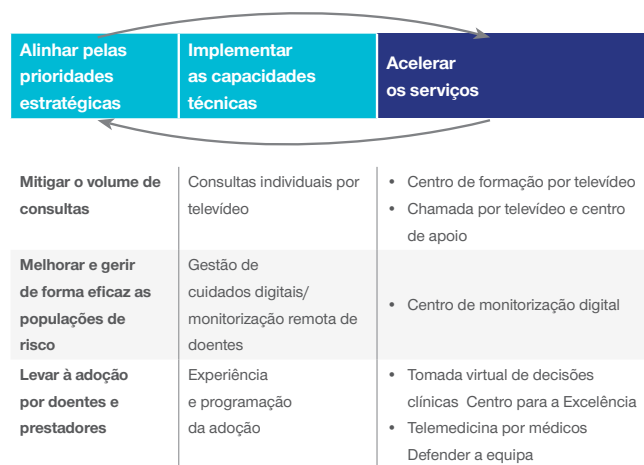 Alinhar pelas
prioridades
estratégicas
Implementar
as capacidades
técnicas
Acelerar
os serviços
Mitigar o volume de
consultas
Consultas individuais por
televídeo
• Centro de formação por televídeo
• Chamada por televídeo e centro
de apoio
Melhorar e gerir
de forma eficaz as
populações de
risco
Gestão de
cuidados digitais/
monitorização remota de
doentes
• Centro de monitorização digital
Levar à adoção
por doentes e
prestadores
Experiência
e programação
da adoção
• Tomada virtual de decisões
clínicas  Centro para a Excelência
• Telemedicina por médicos
Defender a equipa